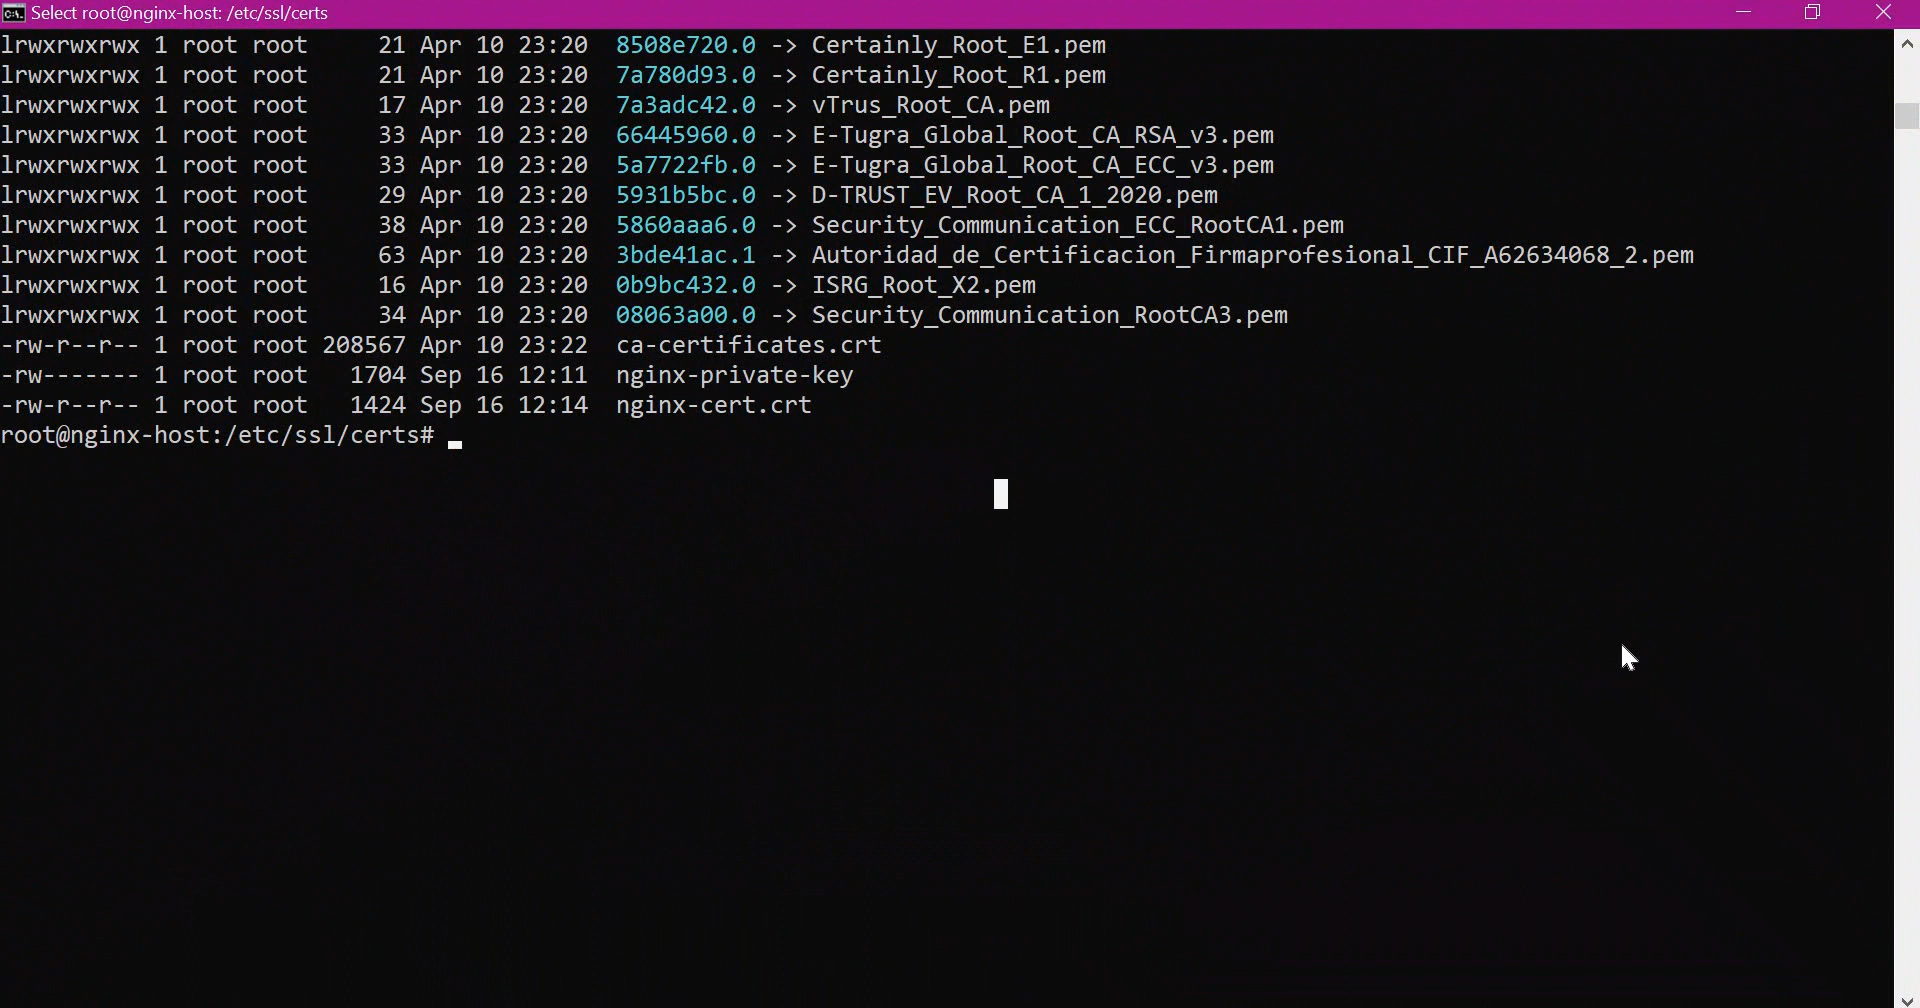 Select root@nginx-host: /etc/ssl/certs
lrwxrwxrwx 1 root root     21 Apr 10 23:20  8508e720.0 -> Certainly_Root_E1.pem
lrwxrwxrwx 1 root root     21 Apr 10 23:20  7a780d93.0 -> Certainly_Root_R1.pem
lrwxrwxrwx 1 root root     17 Apr 10 23:20  7a3adc42.0 -> vTrus_Root_CA.pem
lrwxrwxrwx 1 root root     33 Apr 10 23:20  66445960.0 -> E-Tugra_Global_Root_CA_RSA_v3.pem
lrwxrwxrwx 1 root root     33 Apr 10 23:20  5a7722fb.0 -> E-Tugra_Global_Root_CA_ECC_v3.pem
lrwxrwxrwx 1 root root     29 Apr 10 23:20  5931b5bc.0 -> D-TRUST_EV_Root_CA_1_2020.pem
lrwxrwxrwx 1 root root     38 Apr 10 23:20  5860aaa6.0 -> Security_Communication_ECC_RootCA1.pem
lrwxrwxrwx 1 root root     63 Apr 10 23:20  3bde41ac.1 -> Autoridad_de_Certificacion_Firmaprofesional_CIF_A62634068_2.pem
lrwxrwxrwx 1 root root     16 Apr 10 23:20  0b9bc432.0 -> ISRG_Root_X2.pem
lrwxrwxrwx 1 root root     34 Apr 10 23:20  08063a00.0 -> Security_Communication_RootCA3.pem
-rw-r--r-- 1 root root 208567 Apr 10 23:22  ca-certificates.crt
-rw------- 1 root root   1704 Sep 16 12:11  nginx-private-key
-rw-r--r-- 1 root root   1424 Sep 16 12:14  nginx-cert.crt
root@nginx-host:/etc/ssl/certs#